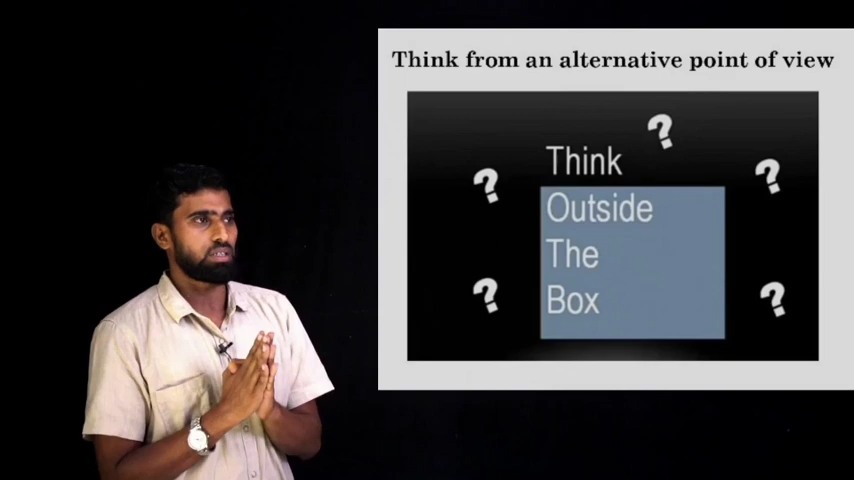 Think from an alternative point of view
?
Think
?
?
Outside
The
Box
?
?